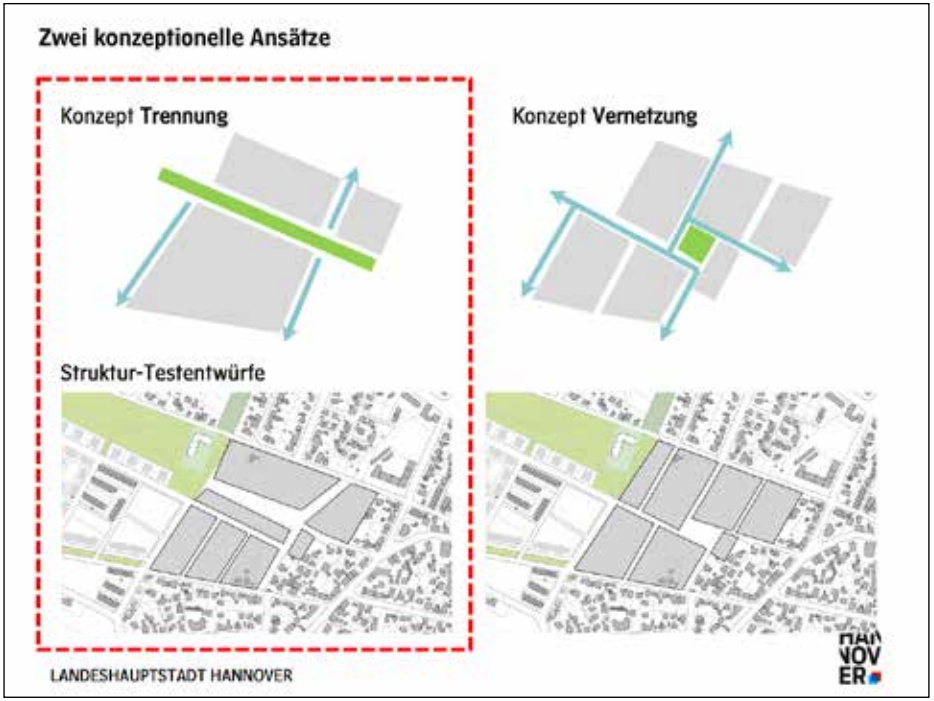 Zwei konzeptionelle Ansätze
Konzept Trennung
Konzept Vernetzung
Struktur-Testentwürfe
LANDESHAUPTSTADT HANNOVER
HAN
NOV
ER